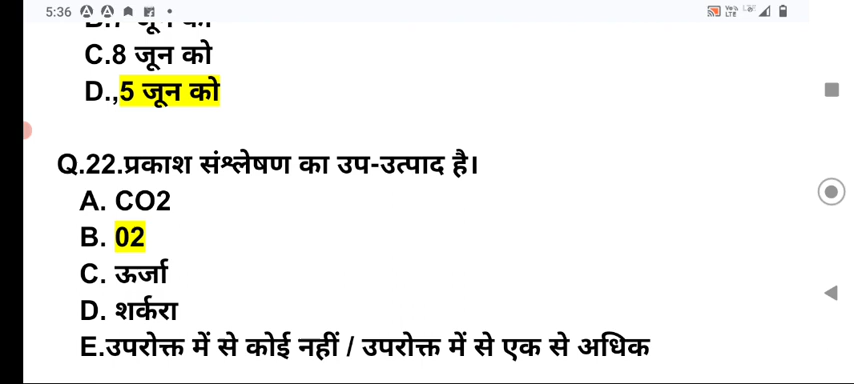 5:36
C.8 जून को
D.,5 जून को
Q.22.प्रकाश संश्लेषण का उप-उत्पाद है।
A. CO2
B. 02
C. ऊर्जा
D. शर्करा
E.उपरोक्त में से कोई नहीं / उपरोक्त में से एक से अधिक